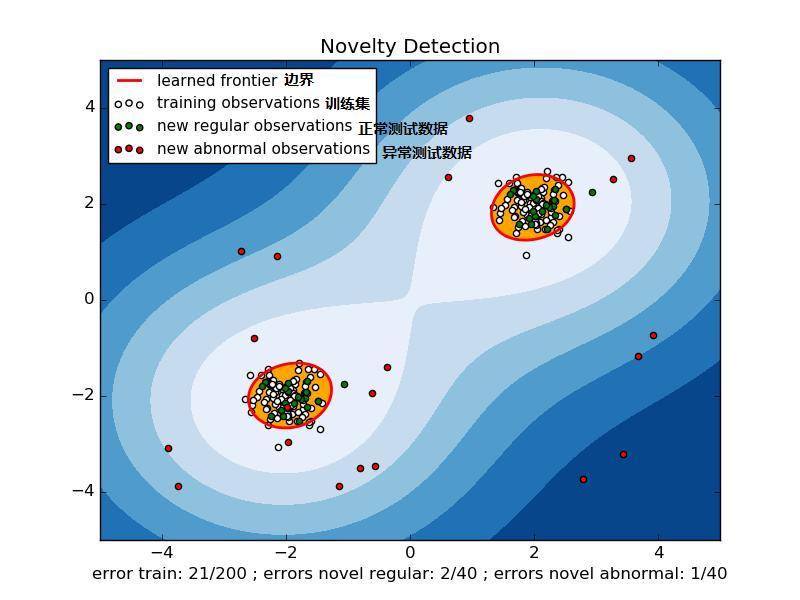 Novelty Detection
learned frontier 边界
training observations 训练集
new regular observations 正常测试数据
new abnormal observations 异常测试数据
4
2
0
−2
−4
−4 −2 0 2 4
error train: 21/200 ; errors novel regular: 2/40 ; errors novel abnormal: 1/40